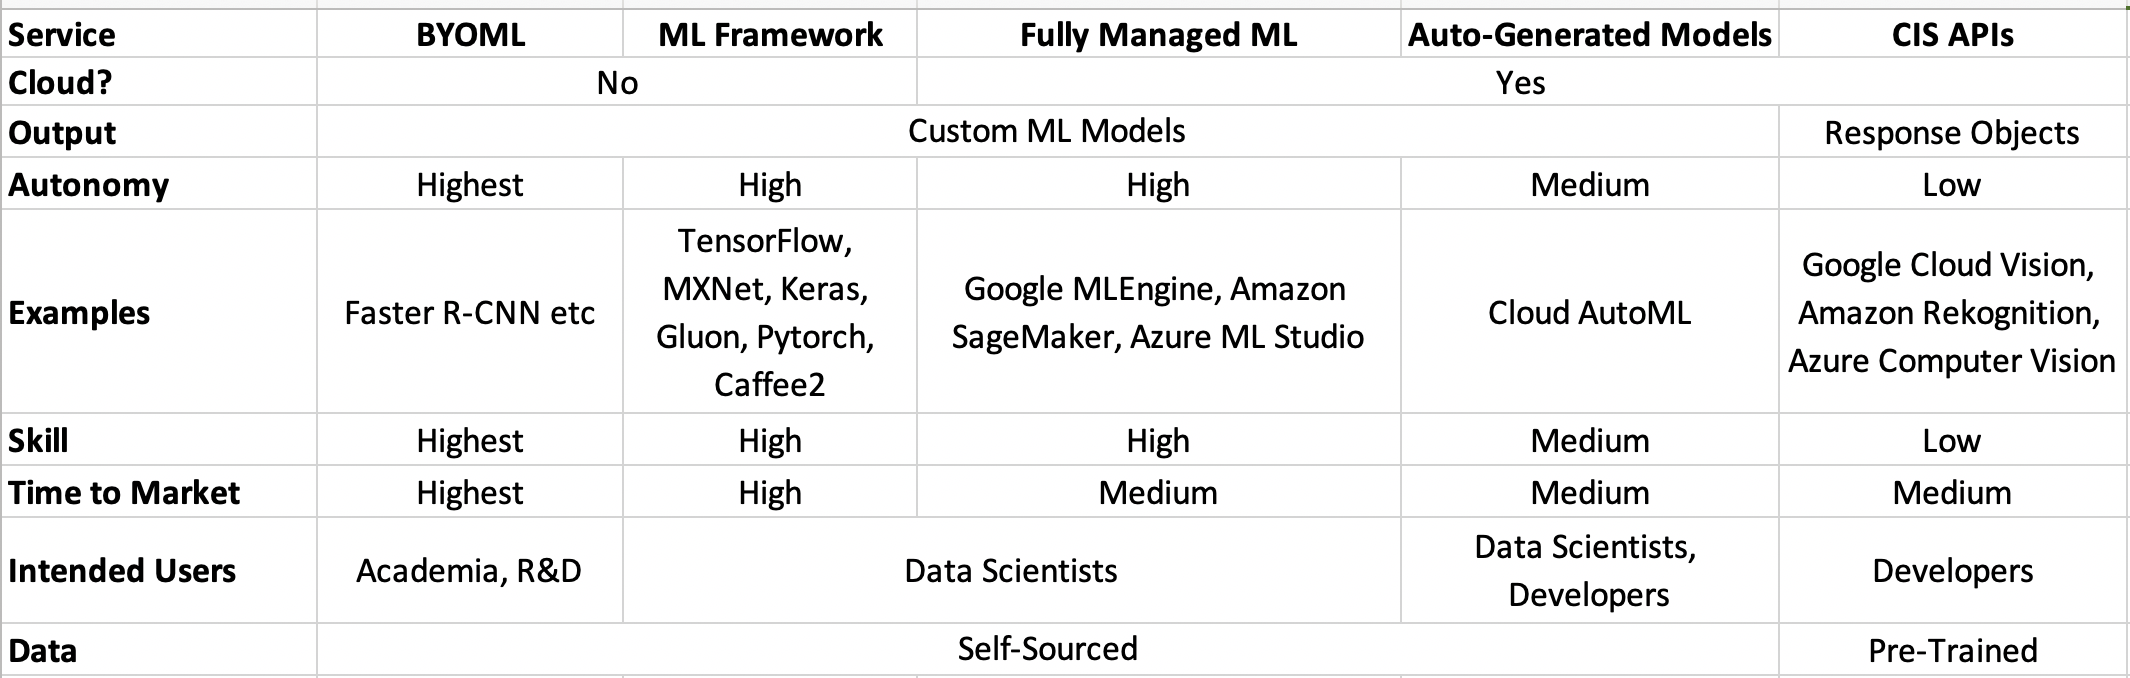 Service BYOML ML Framework Fully Managed ML Auto-Generated Models CIS APIs
Cloud? No Yes
Output Custom ML Models Response Objects
Autonomy Highest High High Medium Low
Examples
Faster R-CNN etc
TensorFlow,
MXNet, Keras,
Gluon, Pytorch,
Caffee2
Google MLEngine, Amazon
SageMaker, Azure ML Studio
Cloud AutoML
Google Cloud Vision,
Amazon Rekognition,
Azure Computer Vision
Skill Highest High High Medium Low
Time to Market Highest High Medium Medium Medium
Intended Users
Academia, R&D
Data Scientists
Data Scientists,
Developers
Developers
Data Self-Sourced Pre-Trained